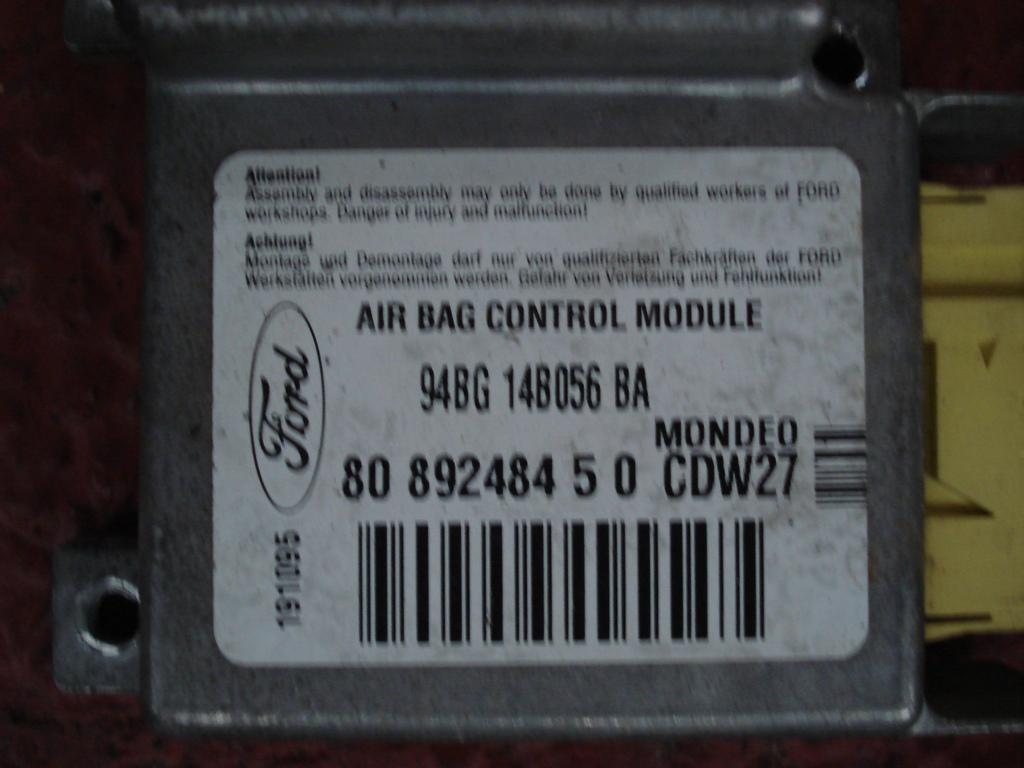 Attention!
Assembly and disassembly may only be done by qualified workers of FORD
workshops. Danger of injury and malfunction!
Achtung!
Montage und Demontage darf nur von qualifizierten Fachkräften der FORD
Werkstätten vorgenommen werden. Gefahr von Verletsung und Fehlfunktion!
AIR BAG CONTROL MODULE
Ford
94BG 14B056 BA
MONDEO
80 892484 5 0 CDW27
191095